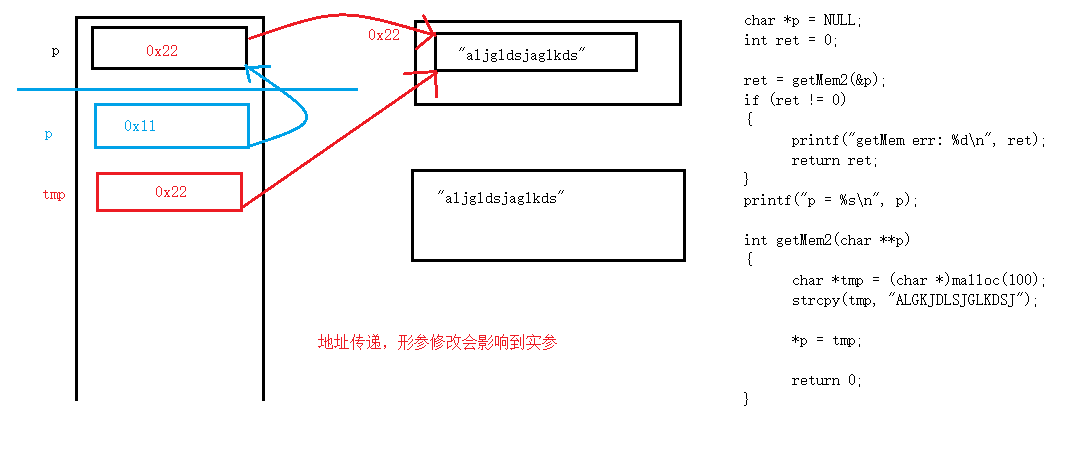 p
0x22
p
0x11
tmp
0x22
0x22
"aljgldsjaglkds"
"aljgldsjaglkds"
地址传递，形参修改会影响到实参
char *p = NULL;
int ret = 0;
ret = getMem2(&p);
if (ret != 0)
{
printf("getMem err: %d\n", ret);
return ret;
}
printf("p = %s\n", p);
int getMem2(char **p)
{
char *tmp = (char *)malloc(100);
strcpy(tmp, "ALGKJDLSJGLKDSJ");
*p = tmp;
return 0;
}